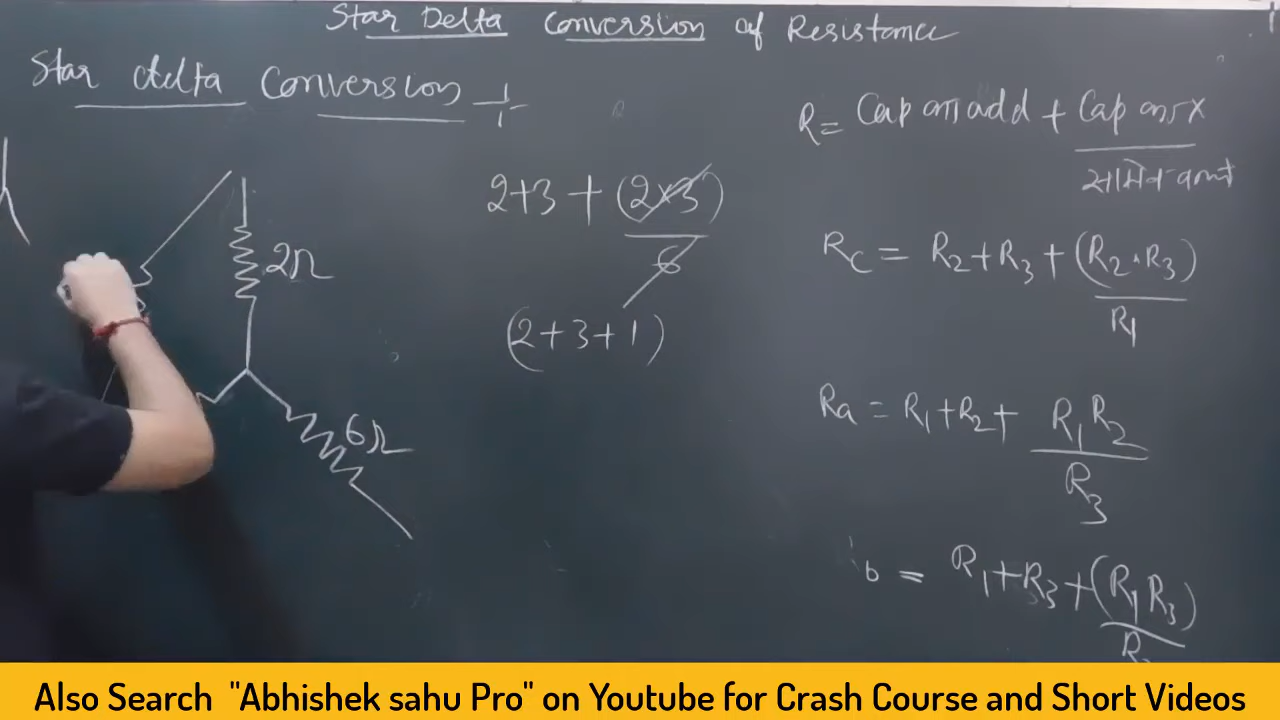 Star Delta Conversion of Resistance
Star delta Conversion
2Ω
6Ω
2+3 + (2×3)
6
(2+3+1)
R = Cap का add + Cap का x
सामने वाला
RC = R2+R3+(R2.R3)
R1
Ra = R1+R2+ R1R2
R3
b = R1+R3+(R1R3)
Also Search "Abhishek sahu Pro" on Youtube for Crash Course and Short Videos